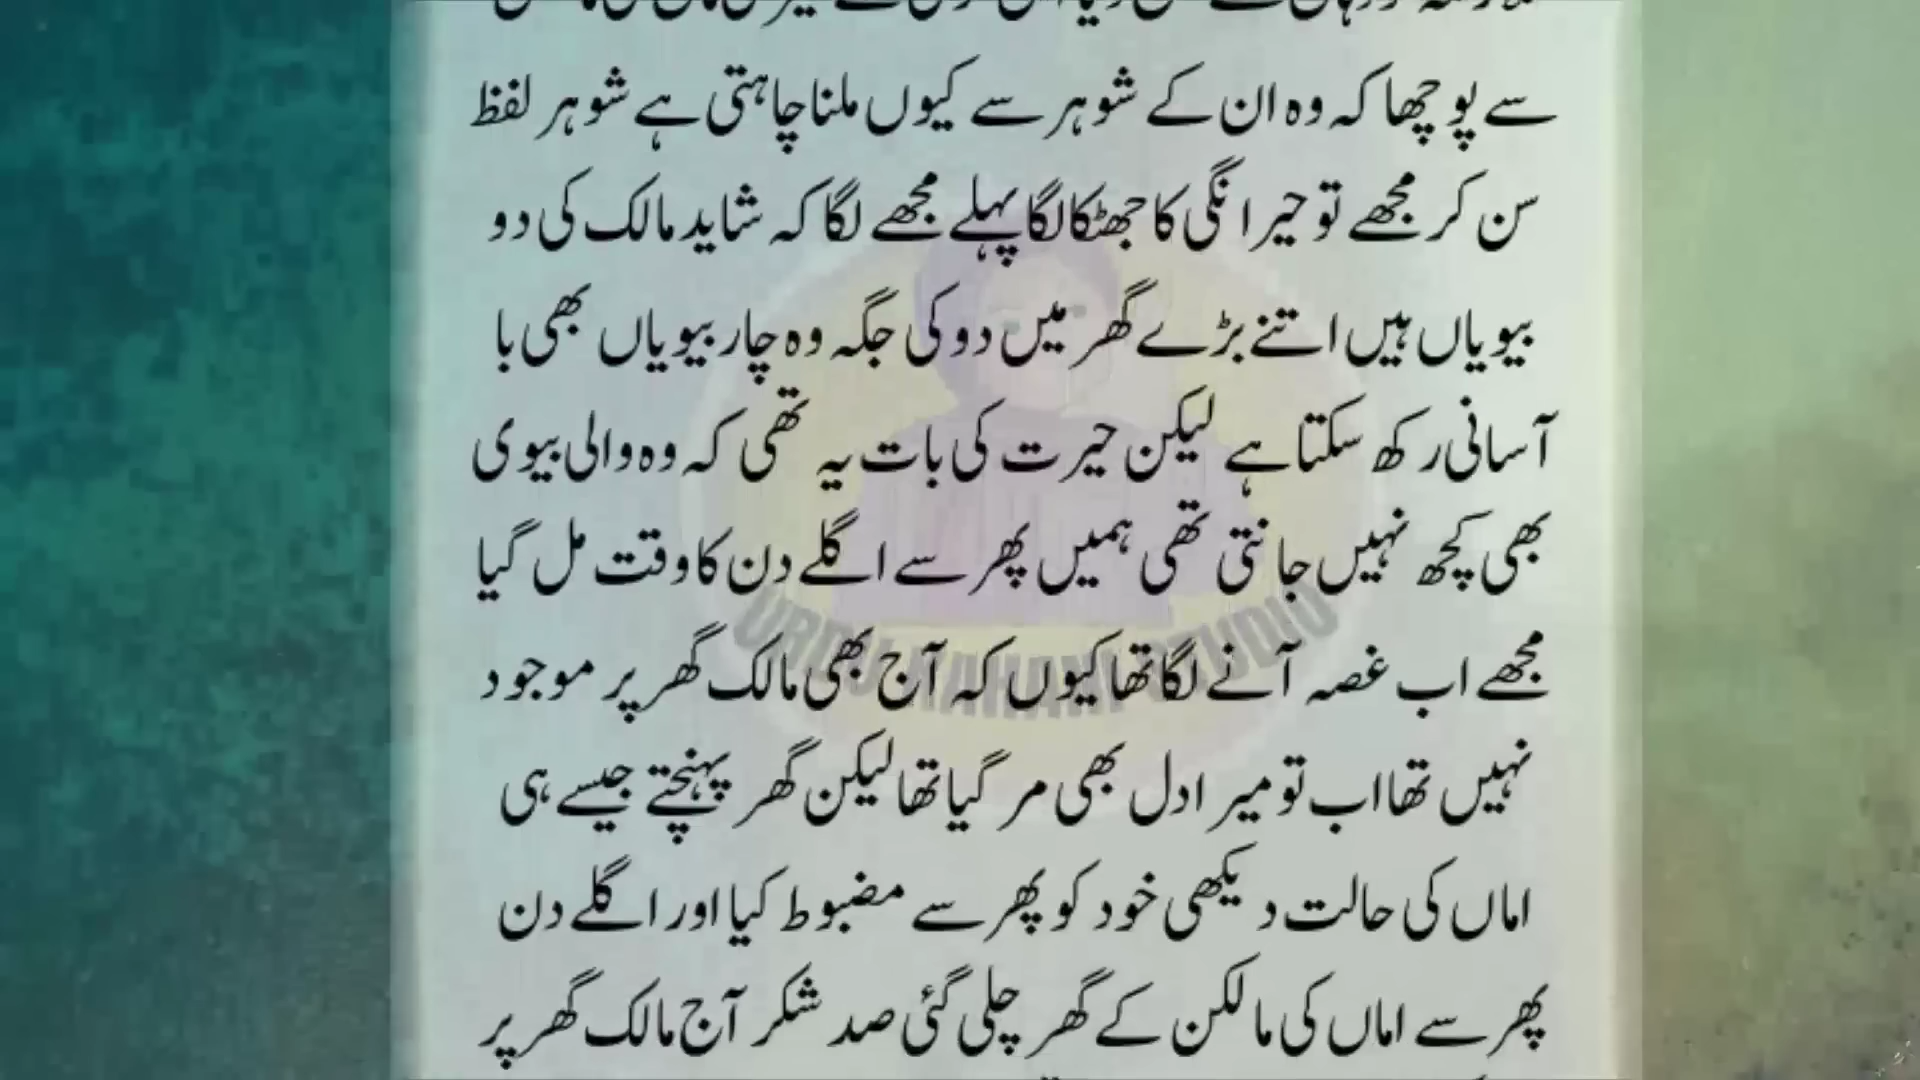 سے پوچھا کہ وہ ان کے شوہر سے کیوں ملنا چاہتی ہے شوہر لفظ
سن کر مجھے تو حیرانگی کا جھٹکا لگا پہلے مجھے لگا کہ شاید مالک کی دو
بیویاں ہیں اتنے بڑے گھر میں دو کی جگہ وہ چار بیویاں بھی با
آسانی رکھ سکتا ہے لیکن حیرت کی بات یہ تھی کہ وہ والی بیوی
بھی کچھ نہیں جانتی تھی ہمیں پھر سے اگلے دن کا وقت مل گیا
مجھے اب غصہ آنے لگا تھا کیوں کہ آج بھی مالک گھر پر موجود
نہیں تھا اب تو میرا دل بھی مر گیا تھا لیکن گھر پہنچتے جیسے ہی
اماں کی حالت دیکھی خود کو پھر سے مضبوط کیا اور اگلے دن
پھر سے اماں کی مالکن کے گھر چلی گئی صد شکر آج مالک گھر پر
URDU KAHANI STUDIO